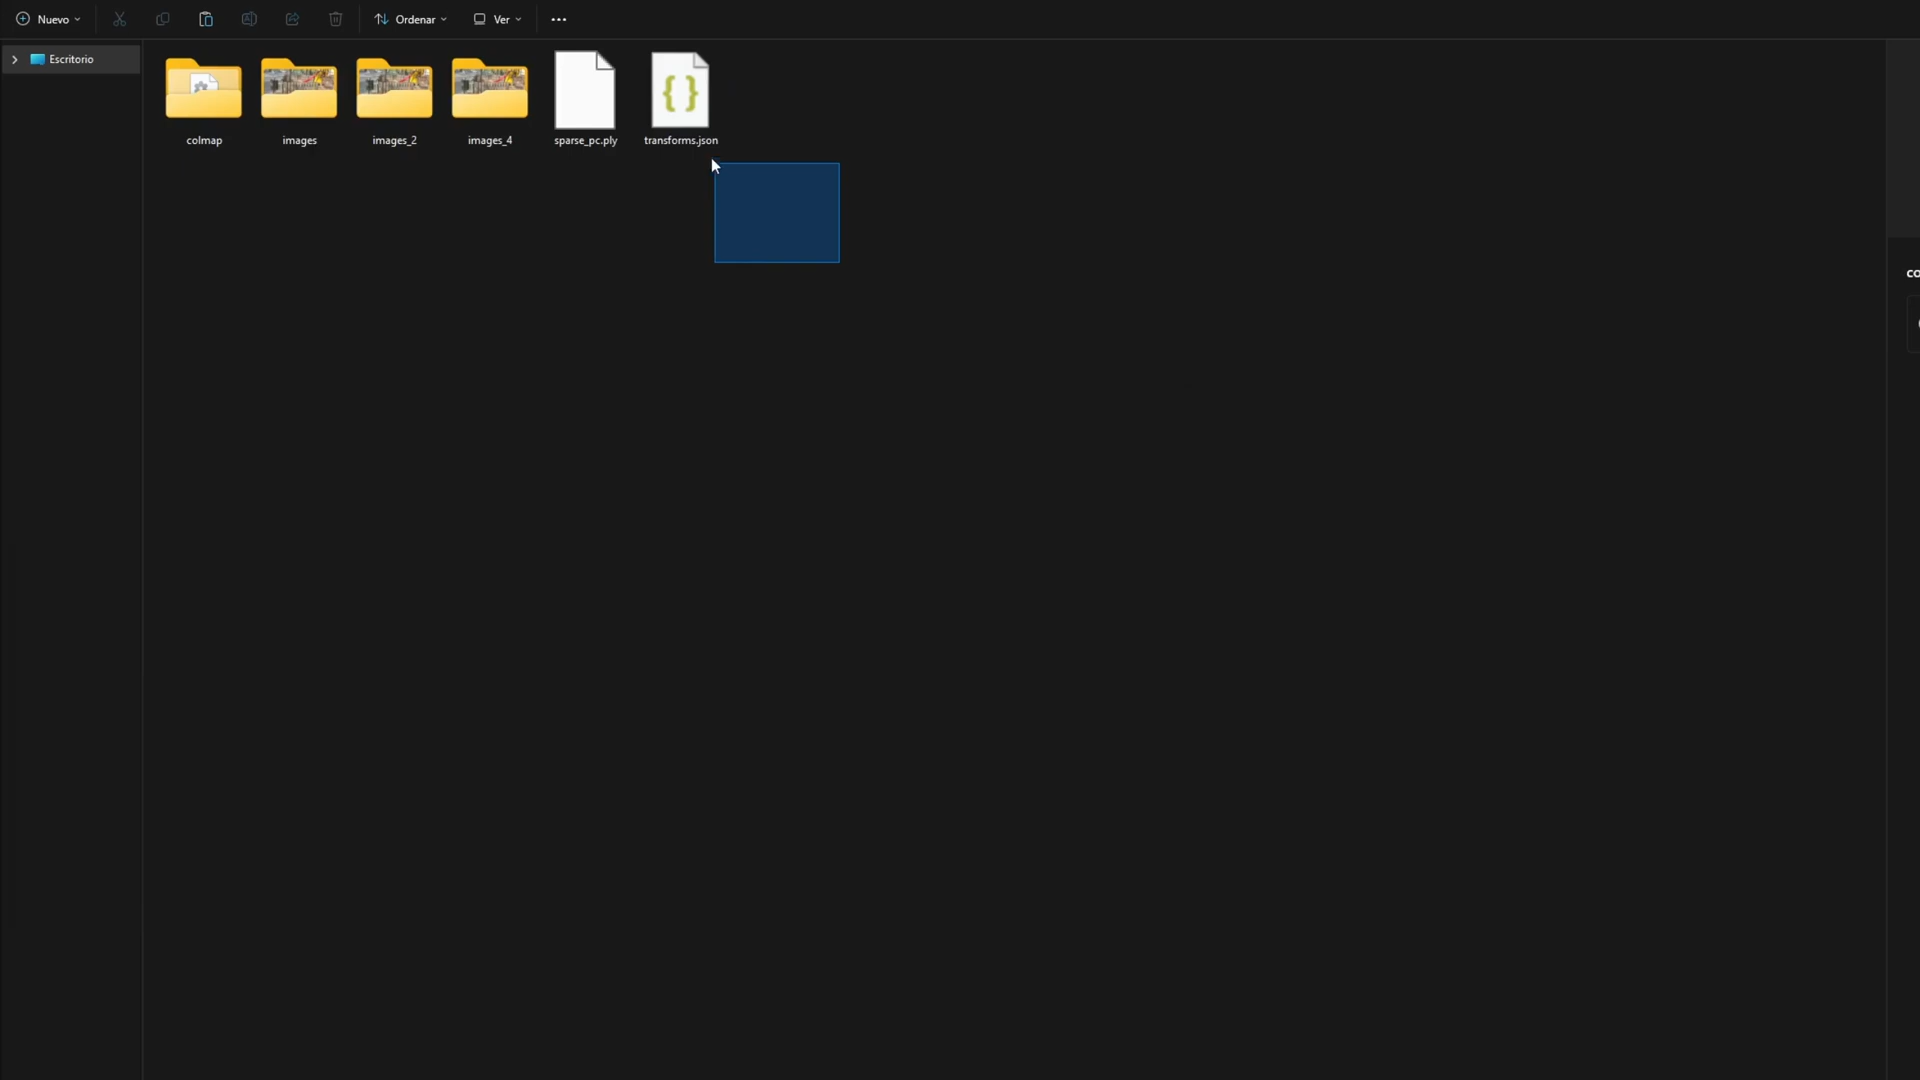 Nuevo
Ordenar
Ver
Escritorio
colmap
images
images_2
images_4
sparse_pc.ply
transforms.json